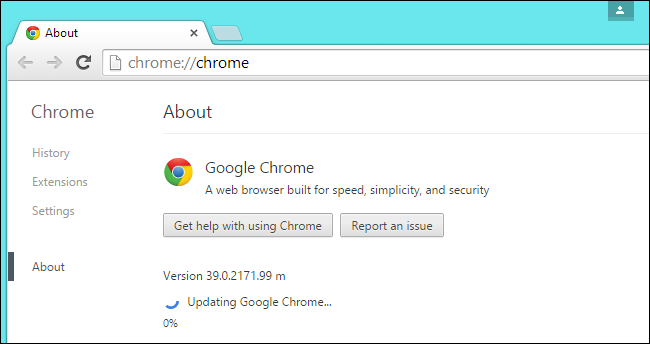 About
chrome://chrome
Chrome
About
History
Extensions
Settings
About
Google Chrome
A web browser built for speed, simplicity, and security
Get help with using Chrome
Report an issue
Version 39.0.2171.99 m
Updating Google Chrome...
0%